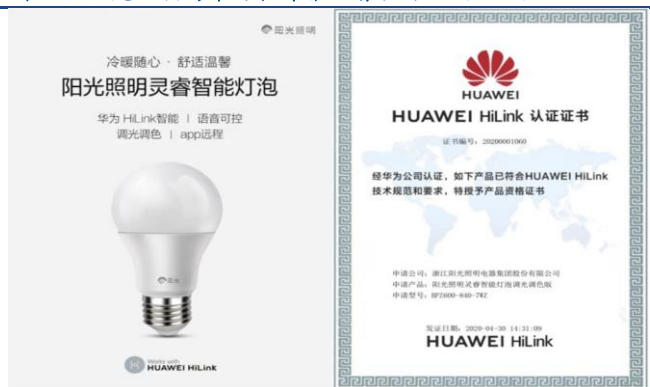 阳光照明
冷暖随心 · 舒适温馨
阳光照明灵睿智能灯泡
华为 HiLink智能 | 语音可控
调光调色 | app远程
阳光
Works with
HUAWEI HiLink
HUAWEI
HUAWEI HiLink 认证证书
证书编号：20200001060
经华为公司认证，如下产品已符合HUAWEI HiLink
技术规范和要求，特授予产品资格证书
申请公司：浙江阳光照明电器集团股份有限公司
申请产品：阳光照明灵睿智能灯泡调光调色版
发证日期：2020-04-30 14:31:09
HUAWEI HiLink